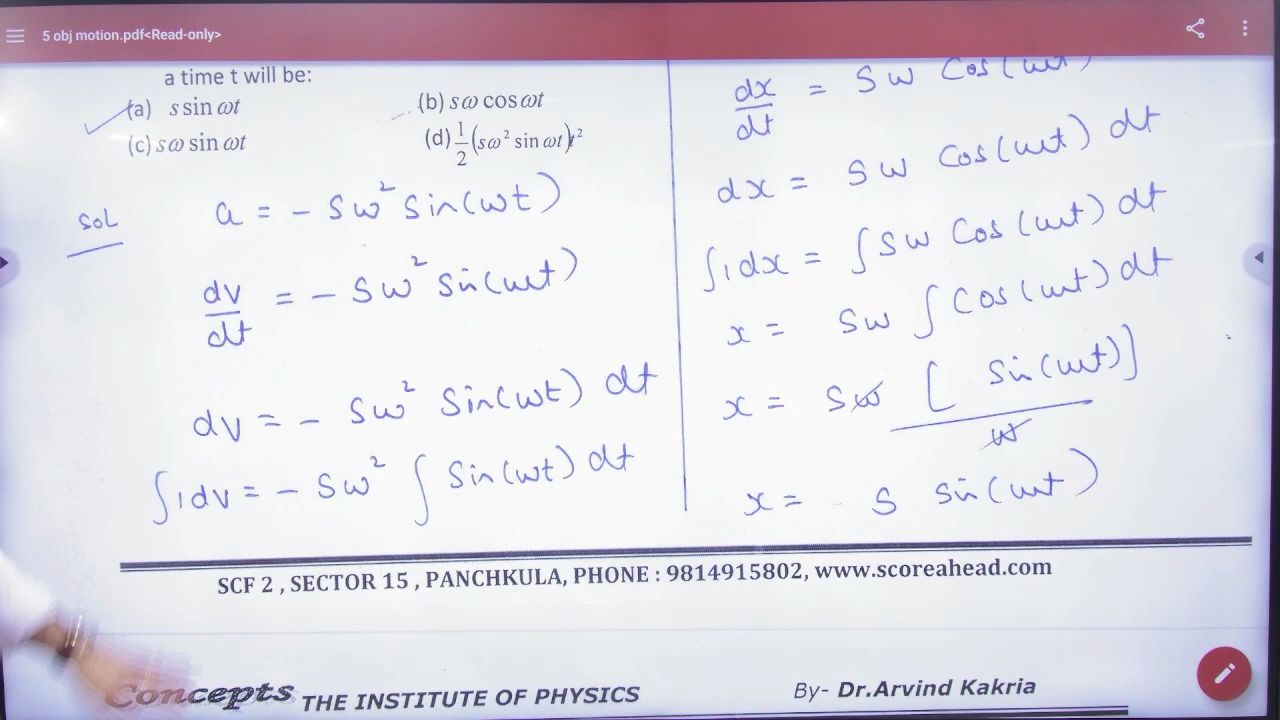 5 obj motion.pdf<Read-only>
a time t will be:
(a) s sin ωt
(b) sω cos ωt
(c) sω sin ωt
(d) 1/2 (sω² sin ωt)t²
Sol
a = - Sω² Sin(ωt)
dv/dt = - Sω² Sin(ωt)
dv = - Sω² Sin(ωt) dt
∫1dv = - Sω² ∫ Sin(ωt) dt
dx/dt = Sω Cos(ωt)
dx = Sω Cos(ωt) dt
∫1dx = ∫Sω Cos(ωt) dt
x = Sω ∫ Cos(ωt) dt
x = Sω [Sin(ωt)]/ω
x = S Sin(ωt)
SCF 2 , SECTOR 15 , PANCHKULA, PHONE : 9814915802, www.scoreahead.com
Concepts THE INSTITUTE OF PHYSICS
By- Dr.Arvind Kakria